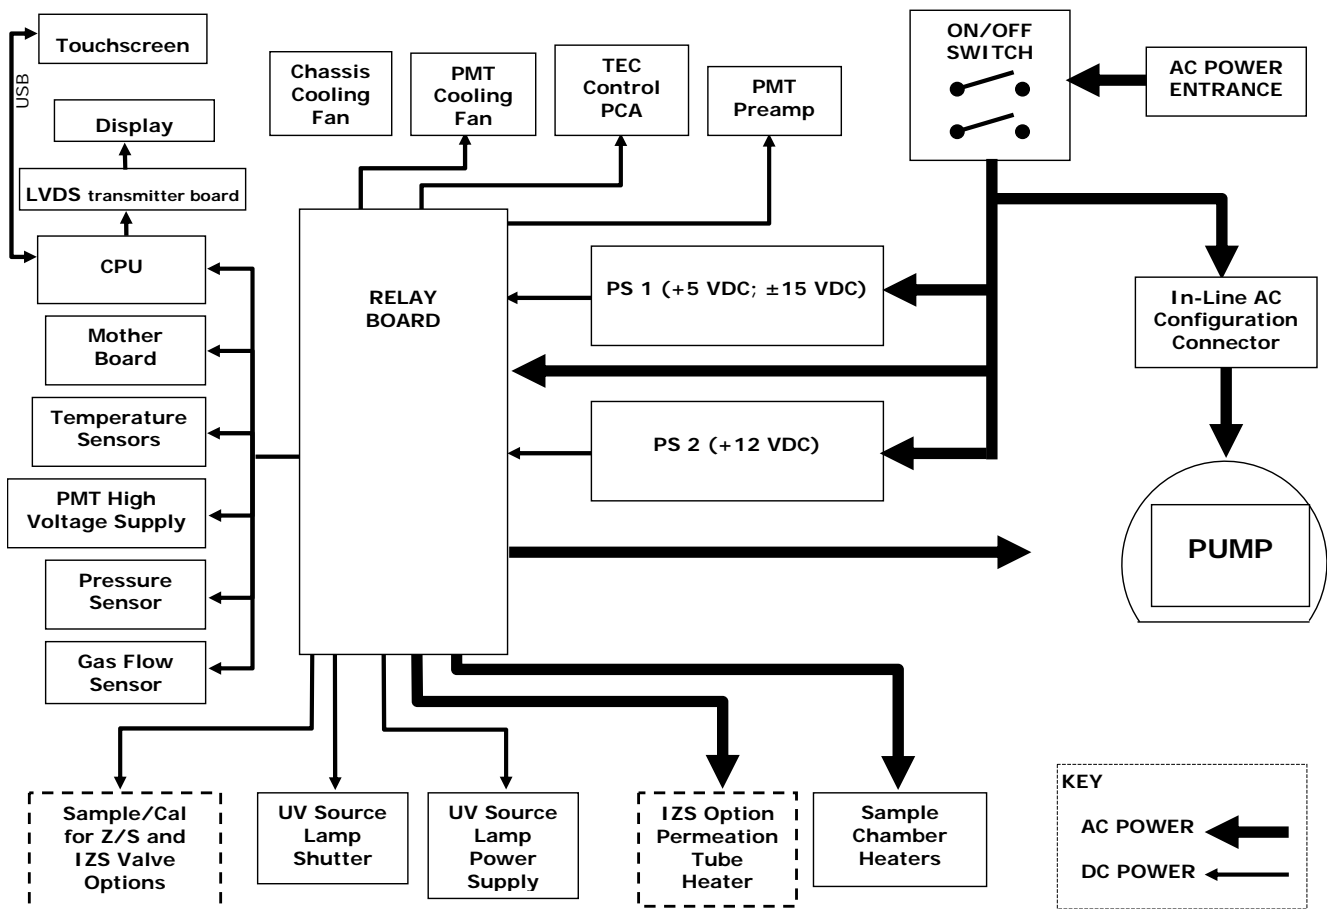 Touchscreen
USB
Display
LVDS transmitter board
CPU
Mother
Board
Temperature
Sensors
PMT High
Voltage Supply
Pressure
Sensor
Gas Flow
Sensor
Chassis
Cooling
Fan
PMT
Cooling
Fan
TEC
Control
PCA
PMT
Preamp
ON/OFF
SWITCH
AC POWER
ENTRANCE
RELAY
BOARD
PS 1 (+5 VDC; ±15 VDC)
PS 2 (+12 VDC)
In-Line AC
Configuration
Connector
PUMP
Sample/Cal
for Z/S and
IZS Valve
Options
UV Source
Lamp
Shutter
UV Source
Lamp
Power
Supply
IZS Option
Permeation
Tube
Heater
Sample
Chamber
Heaters
KEY
AC POWER
DC POWER